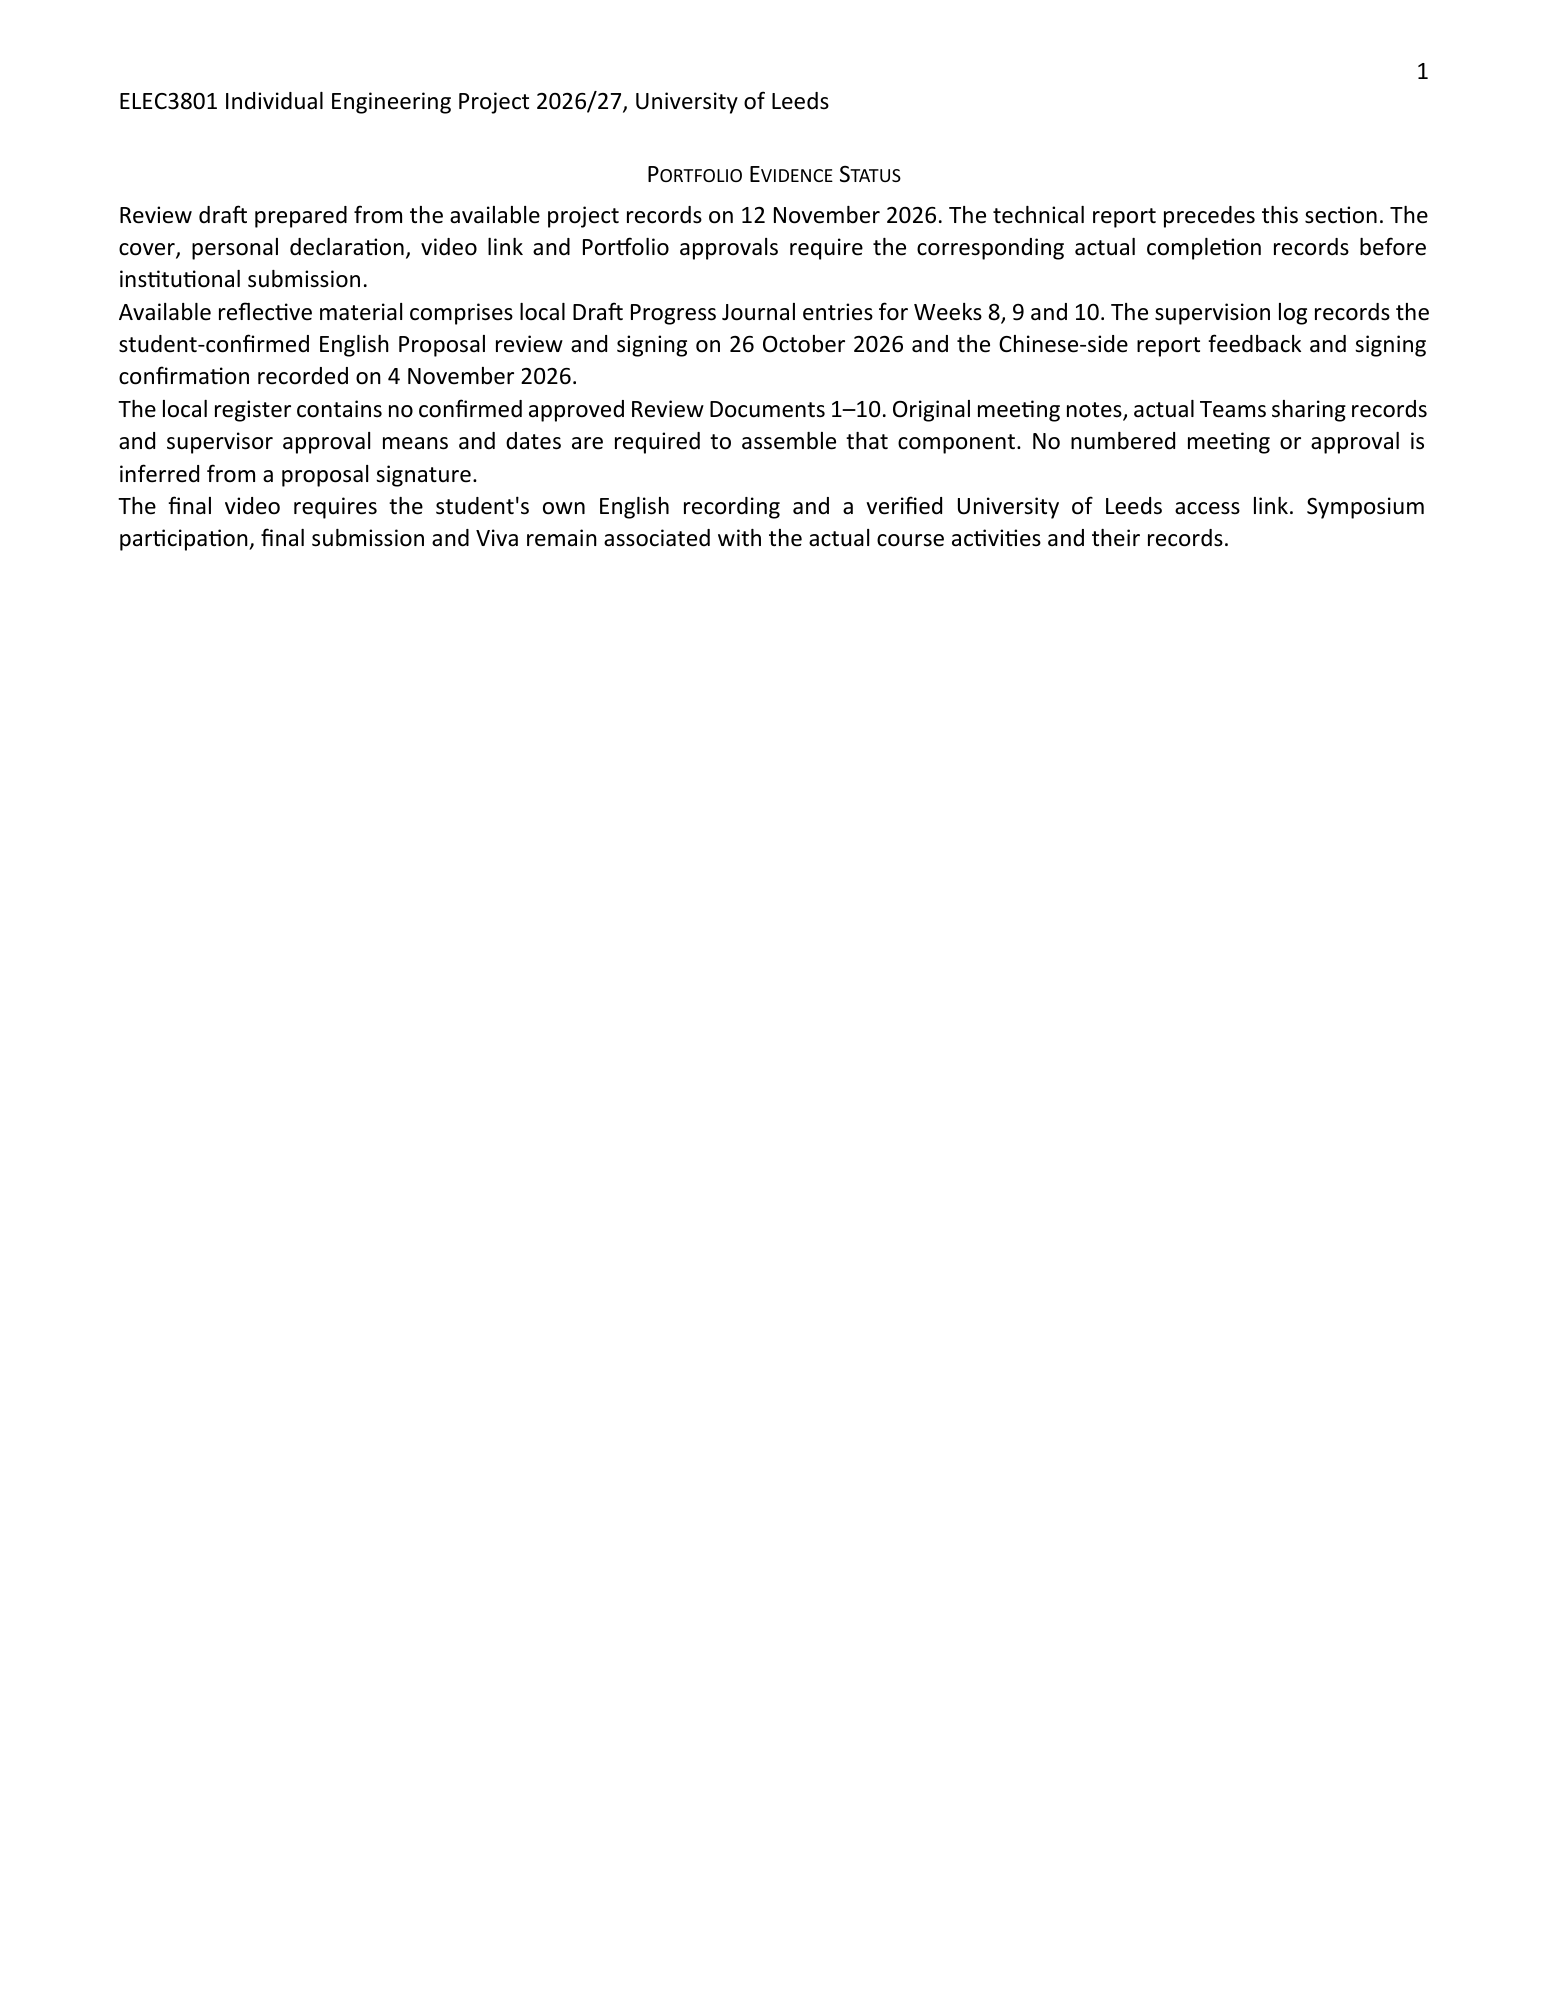 1
ELEC3801 Individual Engineering Project 2026/27, University of Leeds
Portfolio Evidence Status
Review draft prepared from the available project records on 12 November 2026. The technical report precedes this section. The
cover, personal declaration, video link and Portfolio approvals require the corresponding actual completion records before
institutional submission.
Available reflective material comprises local Draft Progress Journal entries for Weeks 8, 9 and 10. The supervision log records the
student-confirmed English Proposal review and signing on 26 October 2026 and the Chinese-side report feedback and signing
confirmation recorded on 4 November 2026.
The local register contains no confirmed approved Review Documents 1–10. Original meeting notes, actual Teams sharing records
and supervisor approval means and dates are required to assemble that component. No numbered meeting or approval is
inferred from a proposal signature.
The final video requires the student's own English recording and a verified University of Leeds access link. Symposium
participation, final submission and Viva remain associated with the actual course activities and their records.